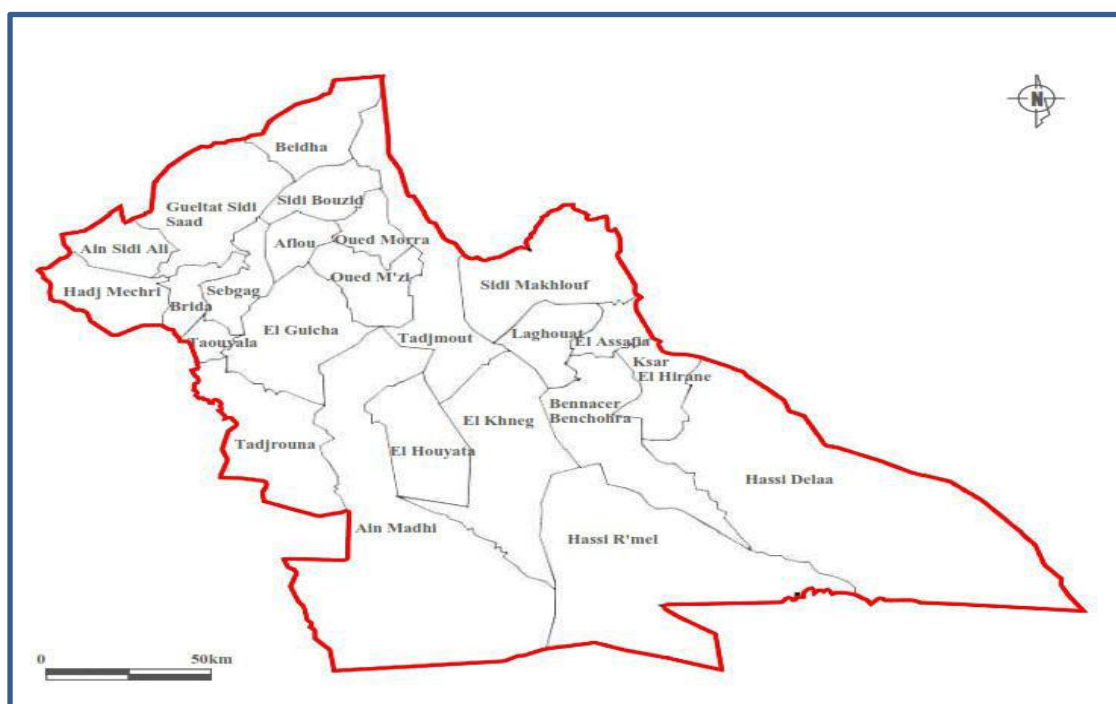 N
Beidha
Sidi Bouzid
Gueltat Sidi
Saad
Aflou
Oued Morra
Ain Sidi Ali
Oued M'zi
Sidi Makhlouf
Hadj Mechri
Sebgag
Brida
El Guicha
Tadjmout
Laghouat
El Assafia
Taouyala
Ksar
El Hirane
Bennacer
Benchohra
El Khneg
Tadjrouna
El Houyata
Hassi Delaa
Ain Madhi
Hassi R'mel
0 50km